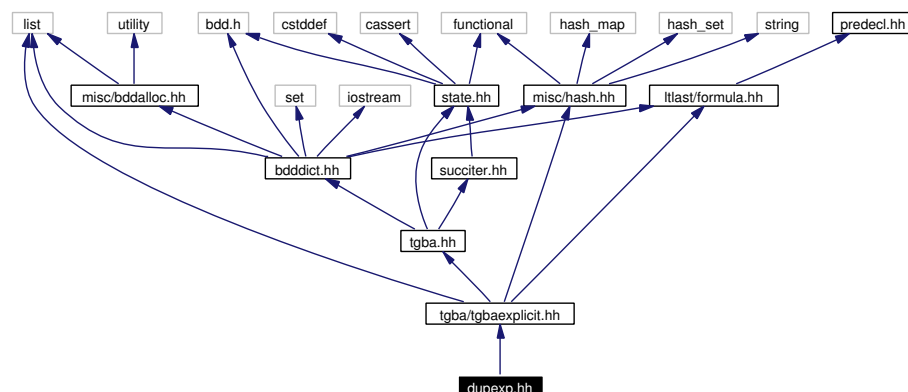 list
utility
bdd.h
cstddef
cassert
functional
hash_map
hash_set
string
predecl.hh
misc/bddalloc.hh
set
iostream
state.hh
misc/hash.hh
ltlast/formula.hh
bdddict.hh
succiter.hh
tgba.hh
tgba/tgbaexplicit.hh
dupexp.hh